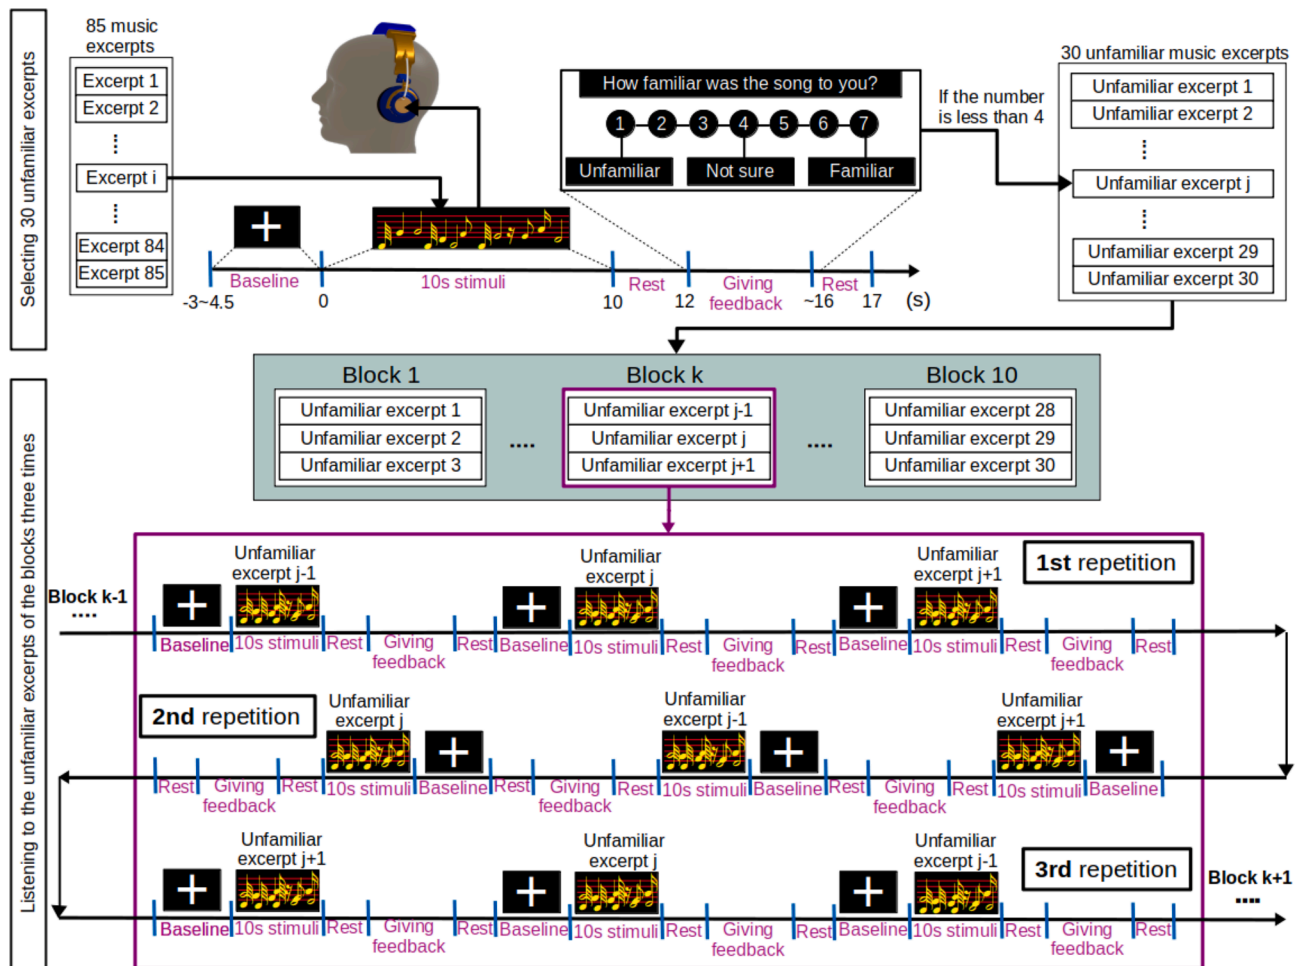 Selecting 30 unfamiliar excerpts
85 music
excerpts
Excerpt 1
Excerpt 2
Excerpt i
Excerpt 84
Excerpt 85
How familiar was the song to you?
1 2 3 4 5 6 7
Unfamiliar Not sure Familiar
If the number
is less than 4
30 unfamiliar music excerpts
Unfamiliar excerpt 1
Unfamiliar excerpt 2
Unfamiliar excerpt j
Unfamiliar excerpt 29
Unfamiliar excerpt 30
Baseline 10s stimuli Rest Giving
feedback Rest
-3~4.5 0 10 12 ~16 17 (s)
Listening to the unfamiliar excerpts of the blocks three times
Block 1
Unfamiliar excerpt 1
Unfamiliar excerpt 2
Unfamiliar excerpt 3
....
Block k
Unfamiliar excerpt j-1
Unfamiliar excerpt j
Unfamiliar excerpt j+1
....
Block 10
Unfamiliar excerpt 28
Unfamiliar excerpt 29
Unfamiliar excerpt 30
Block k-1
....
1st repetition
Unfamiliar
excerpt j-1
Unfamiliar
excerpt j
Unfamiliar
excerpt j+1
Baseline 10s stimuli Rest Giving
feedback Rest Baseline 10s stimuli Rest Giving
feedback Rest Baseline 10s stimuli Rest Giving
feedback Rest
2nd repetition
Unfamiliar
excerpt j
Unfamiliar
excerpt j-1
Unfamiliar
excerpt j+1
Rest Giving
feedback Rest 10s stimuli Baseline Rest Giving
feedback Rest 10s stimuli Baseline Rest Giving
feedback Rest 10s stimuli Baseline
Unfamiliar
excerpt j+1
Unfamiliar
excerpt j
Unfamiliar
excerpt j-1
3rd repetition
Block k+1
....
Baseline 10s stimuli Rest Giving
feedback Rest Baseline 10s stimuli Rest Giving
feedback Rest Baseline 10s stimuli Rest Giving
feedback Rest